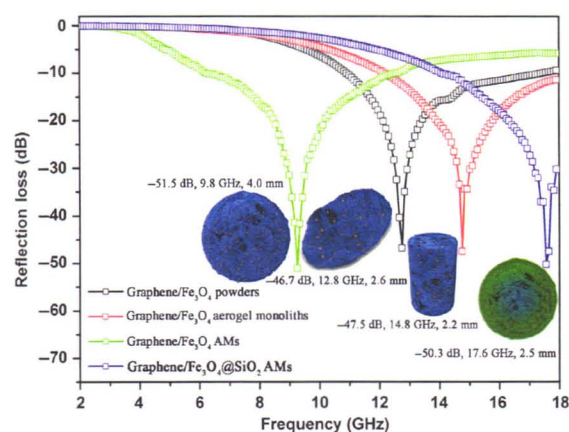 0
−10
−20
−30
−40
−50
−60
−70
Reflection loss (dB)
−51.5 dB, 9.8 GHz, 4.0 mm
−46.7 dB, 12.8 GHz, 2.6 mm
−47.5 dB, 14.8 GHz, 2.2 mm
−50.3 dB, 17.6 GHz, 2.5 mm
Graphene/Fe₃O₄ powders
Graphene/Fe₃O₄ aerogel monoliths
Graphene/Fe₃O₄ AMs
Graphene/Fe₃O₄@SiO₂ AMs
2 4 6 8 10 12 14 16 18
Frequency (GHz)